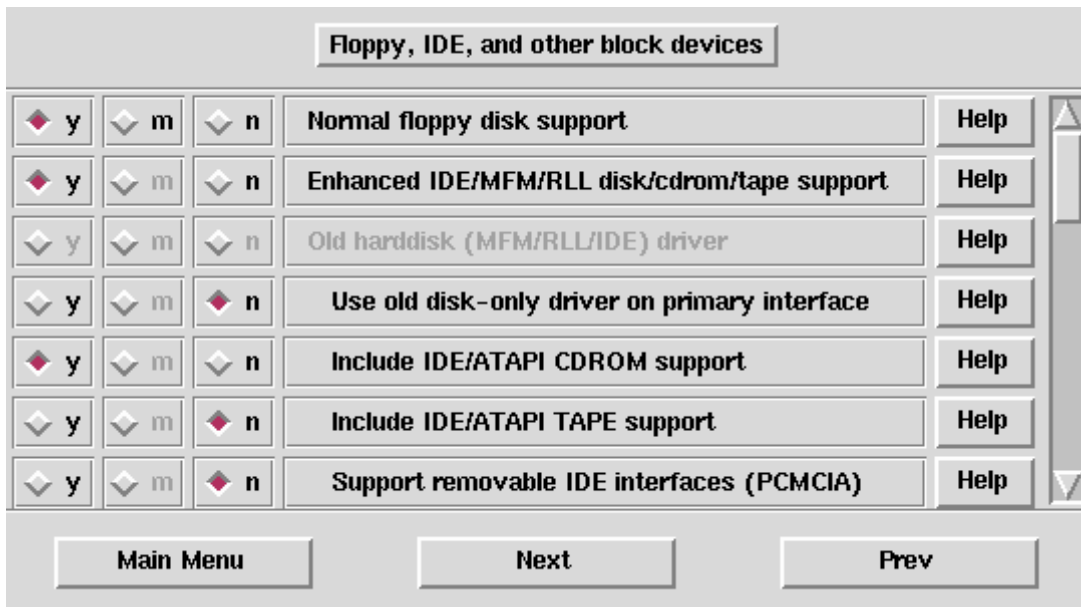 Floppy, IDE, and other block devices
y m n Normal floppy disk support Help
y m n Enhanced IDE/MFM/RLL disk/cdrom/tape support Help
y m n Old harddisk (MFM/RLL/IDE) driver Help
y m n Use old disk-only driver on primary interface Help
y m n Include IDE/ATAPI CDROM support Help
y m n Include IDE/ATAPI TAPE support Help
y m n Support removable IDE interfaces (PCMCIA) Help
Main Menu Next Prev